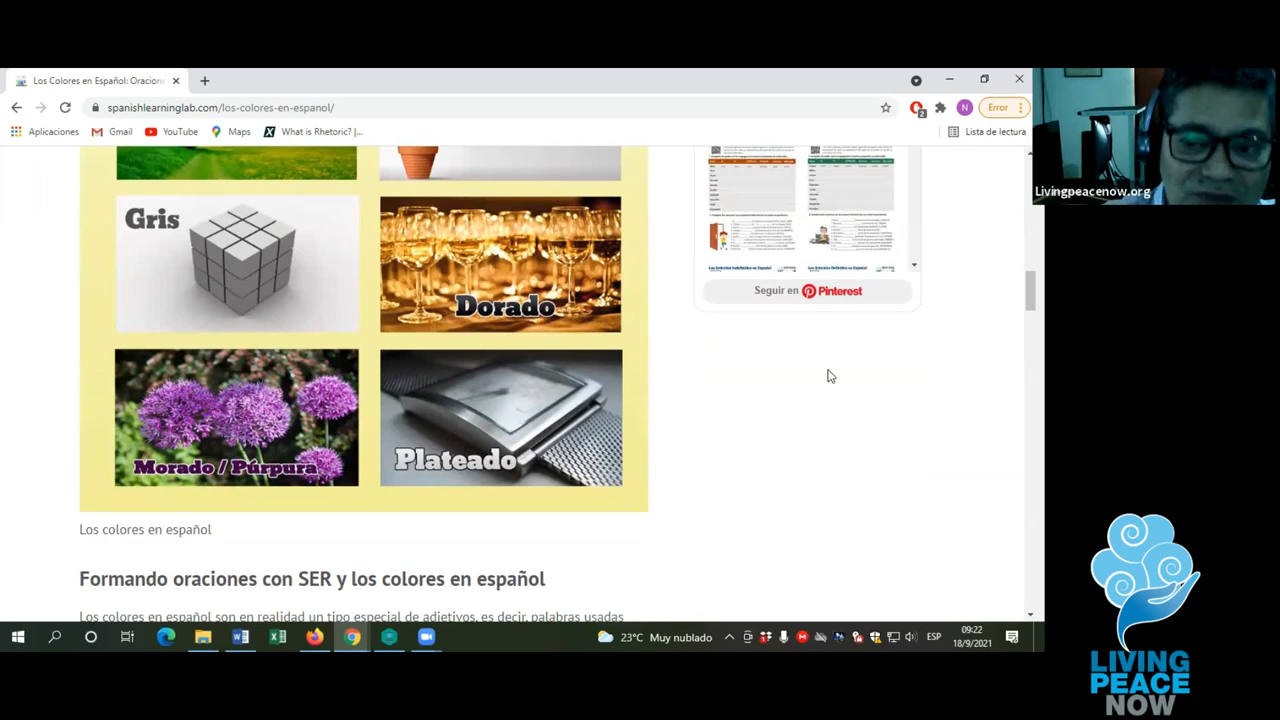 Los Colores en Español: Oracion
spanishlearninglab.com/los-colores-en-espanol/
2
N
Error
Aplicaciones
Gmail
YouTube
Maps
What is Rhetoric? |...
Lista de lectura
Livingpeacenow.org
Gris
Dorado
Seguir en Pinterest
Morado / Púrpura
Plateado
Los colores en español
Formando oraciones con SER y los colores en español
Los colores en español son en realidad un tipo especial de adjetivos, es decir, palabras usadas
23°C Muy nublado
ESP
09:22
18/9/2021
LIVING
PEACE
NOW